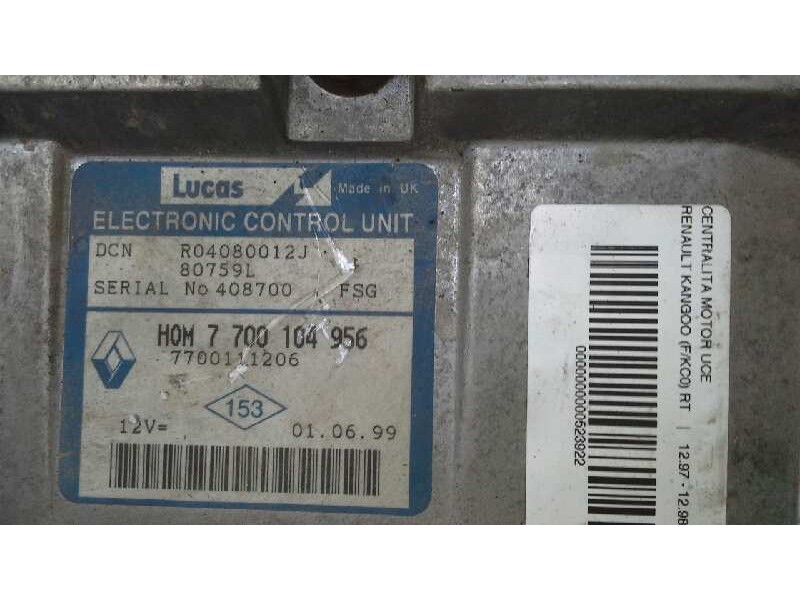 Lucas Made in UK
ELECTRONIC CONTROL UNIT
DCN R04080012J
80759L
SERIAL No 408700 FSG
HOM 7 700 104 956
7700111206
153
12V= 01.06.99
CENTRALITA MOTOR UCE
RENAULT KANGOO (F/KC0) RT | 12.97 - 12.98
0000000000523922